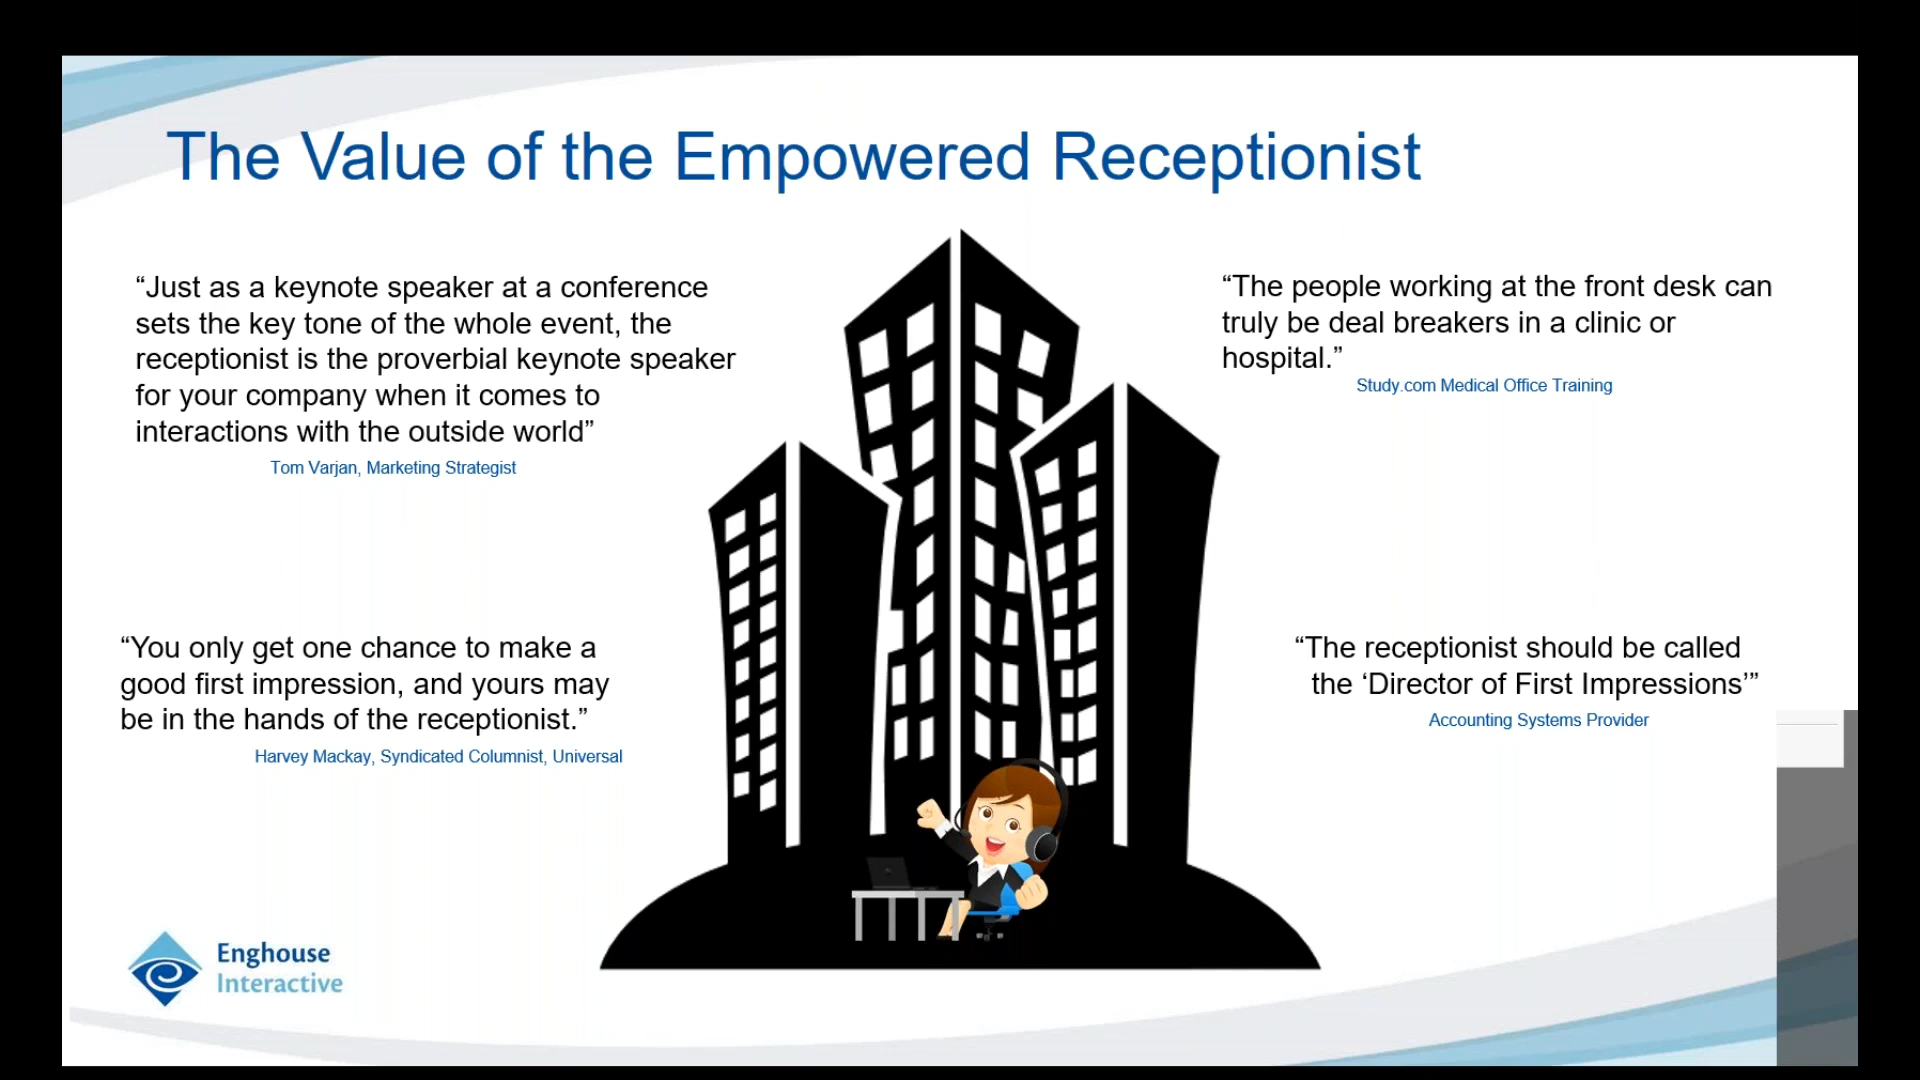 The Value of the Empowered Receptionist
“Just as a keynote speaker at a conference
sets the key tone of the whole event, the
receptionist is the proverbial keynote speaker
for your company when it comes to
interactions with the outside world”
Tom Varjan, Marketing Strategist
“The people working at the front desk can
truly be deal breakers in a clinic or
hospital.”
Study.com Medical Office Training
“You only get one chance to make a
good first impression, and yours may
be in the hands of the receptionist.”
Harvey Mackay, Syndicated Columnist, Universal
“The receptionist should be called
the ‘Director of First Impressions’”
Accounting Systems Provider
Enghouse
Interactive